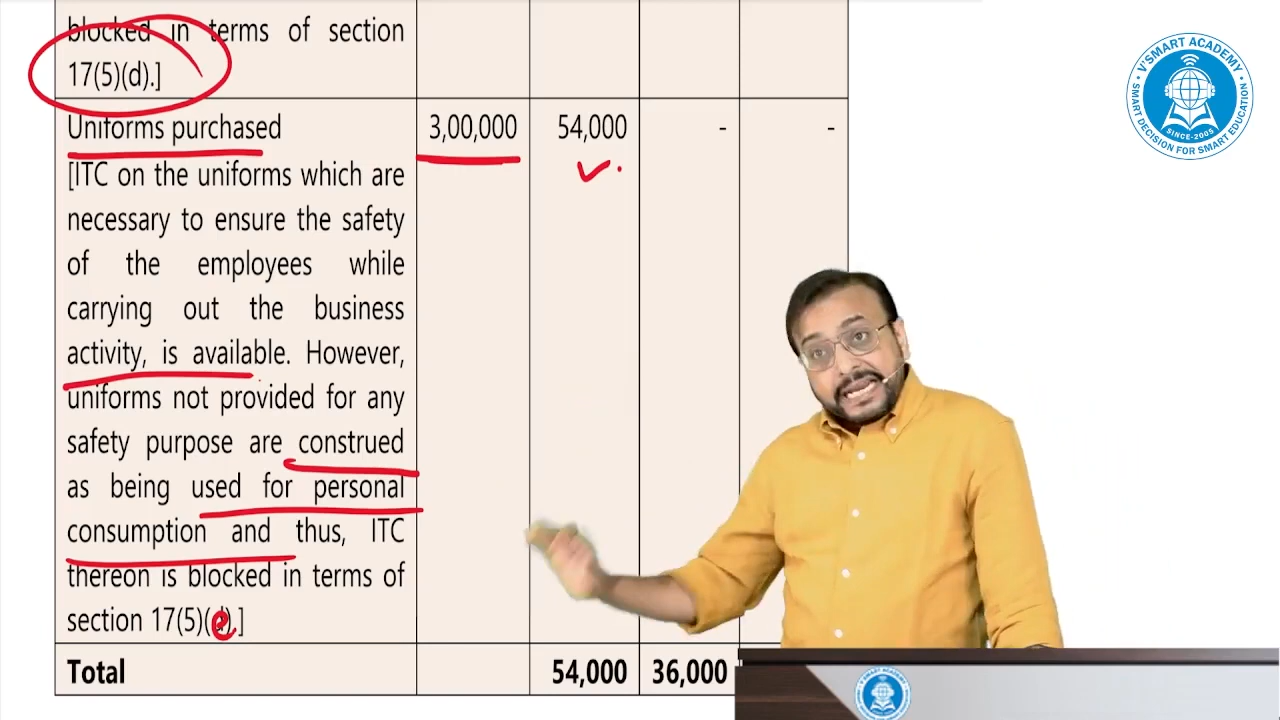 blocked in terms of section
17(5)(d).]
Uniforms purchased 3,00,000 54,000 - -
[ITC on the uniforms which are
necessary to ensure the safety
of the employees while
carrying out the business
activity, is available. However,
uniforms not provided for any
safety purpose are construed
as being used for personal
consumption and thus, ITC
thereon is blocked in terms of
section 17(5)(e).]
Total 54,000 36,000
V'SMART ACADEMY
SINCE-2005
SMART DECISION FOR SMART EDUCATION